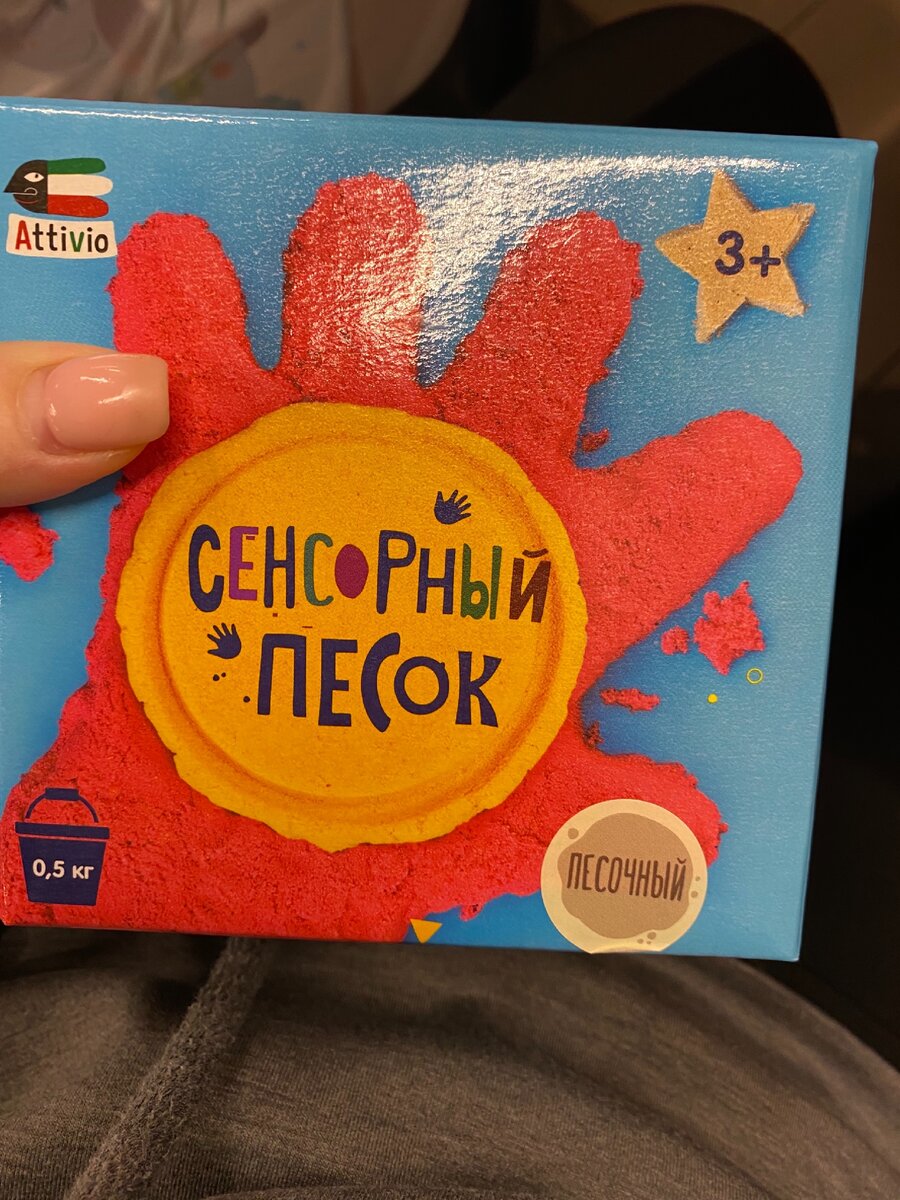 Attivio
3+
СЕНСОРНЫЙ
ПЕСОК
0,5 кг
ПЕСОЧНЫЙ